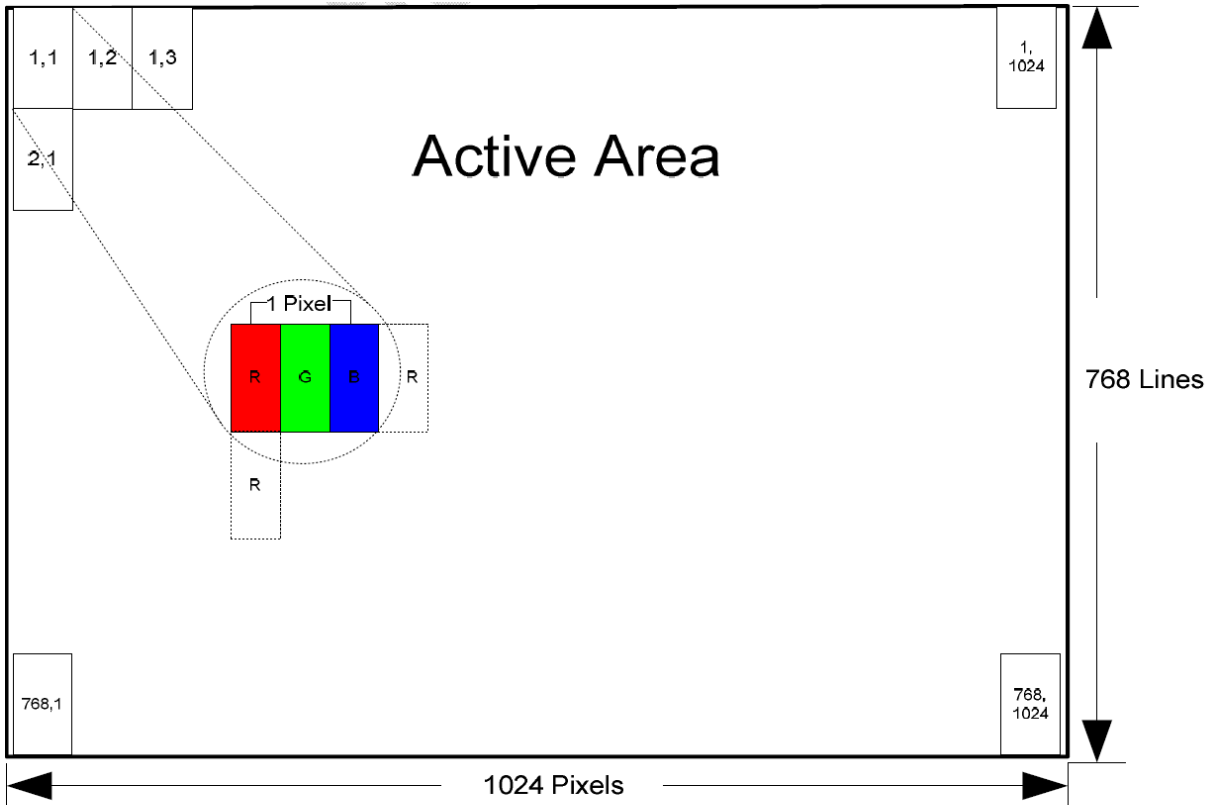 1,1
1,2
1,3
1,
1024
2,1
Active Area
1 Pixel
R
G
B
R
768 Lines
R
768,1
768,
1024
1024 Pixels